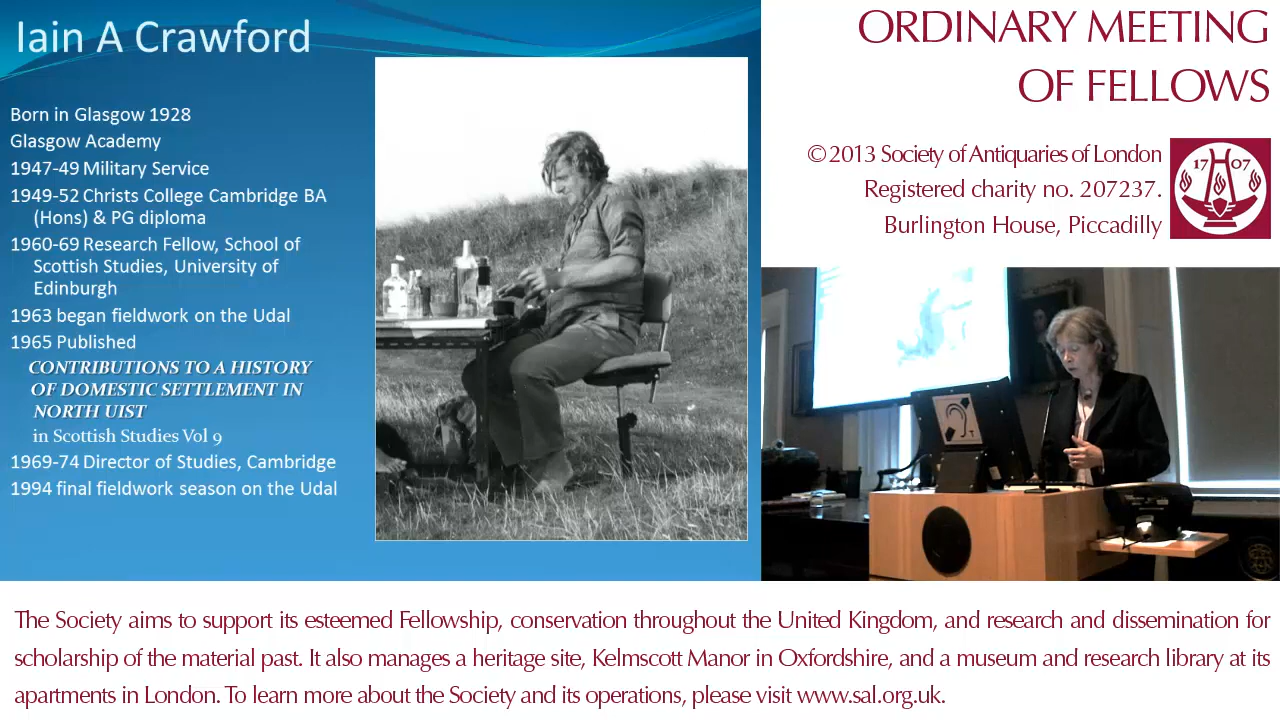 Iain A Crawford
Born in Glasgow 1928
Glasgow Academy
1947-49 Military Service
1949-52 Christs College Cambridge BA
(Hons) & PG diploma
1960-69 Research Fellow, School of
Scottish Studies, University of
Edinburgh
1963 began fieldwork on the Udal
1965 Published
CONTRIBUTIONS TO A HISTORY
OF DOMESTIC SETTLEMENT IN
NORTH UIST
in Scottish Studies Vol 9
1969-74 Director of Studies, Cambridge
1994 final fieldwork season on the Udal
ORDINARY MEETING
OF FELLOWS
©2013 Society of Antiquaries of London
Registered charity no. 207237.
Burlington House, Piccadilly
17 07
T
The Society aims to support its esteemed Fellowship, conservation throughout the United Kingdom, and research and dissemination for
scholarship of the material past. It also manages a heritage site, Kelmscott Manor in Oxfordshire, and a museum and research library at its
apartments in London. To learn more about the Society and its operations, please visit www.sal.org.uk.